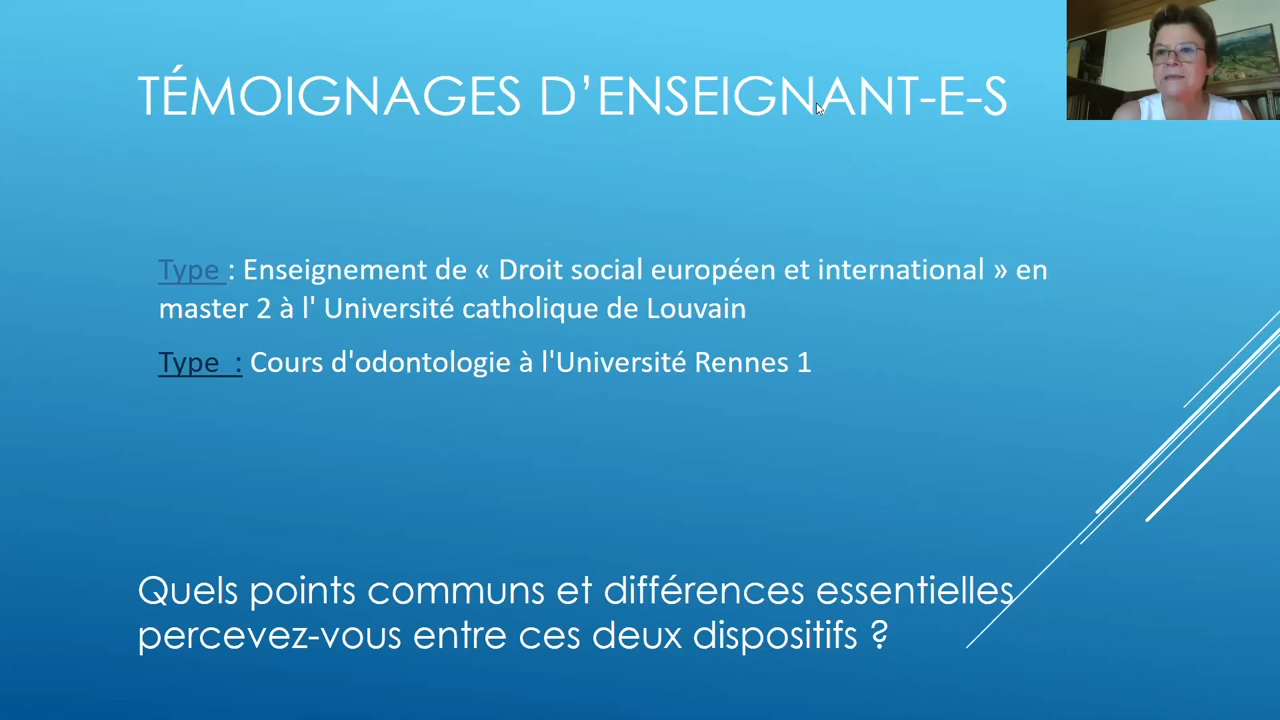 TÉMOIGNAGES D’ENSEIGNANT-E-S
Type : Enseignement de « Droit social européen et international » en
master 2 à l' Université catholique de Louvain
Type : Cours d'odontologie à l'Université Rennes 1
Quels points communs et différences essentielles
percevez-vous entre ces deux dispositifs ?